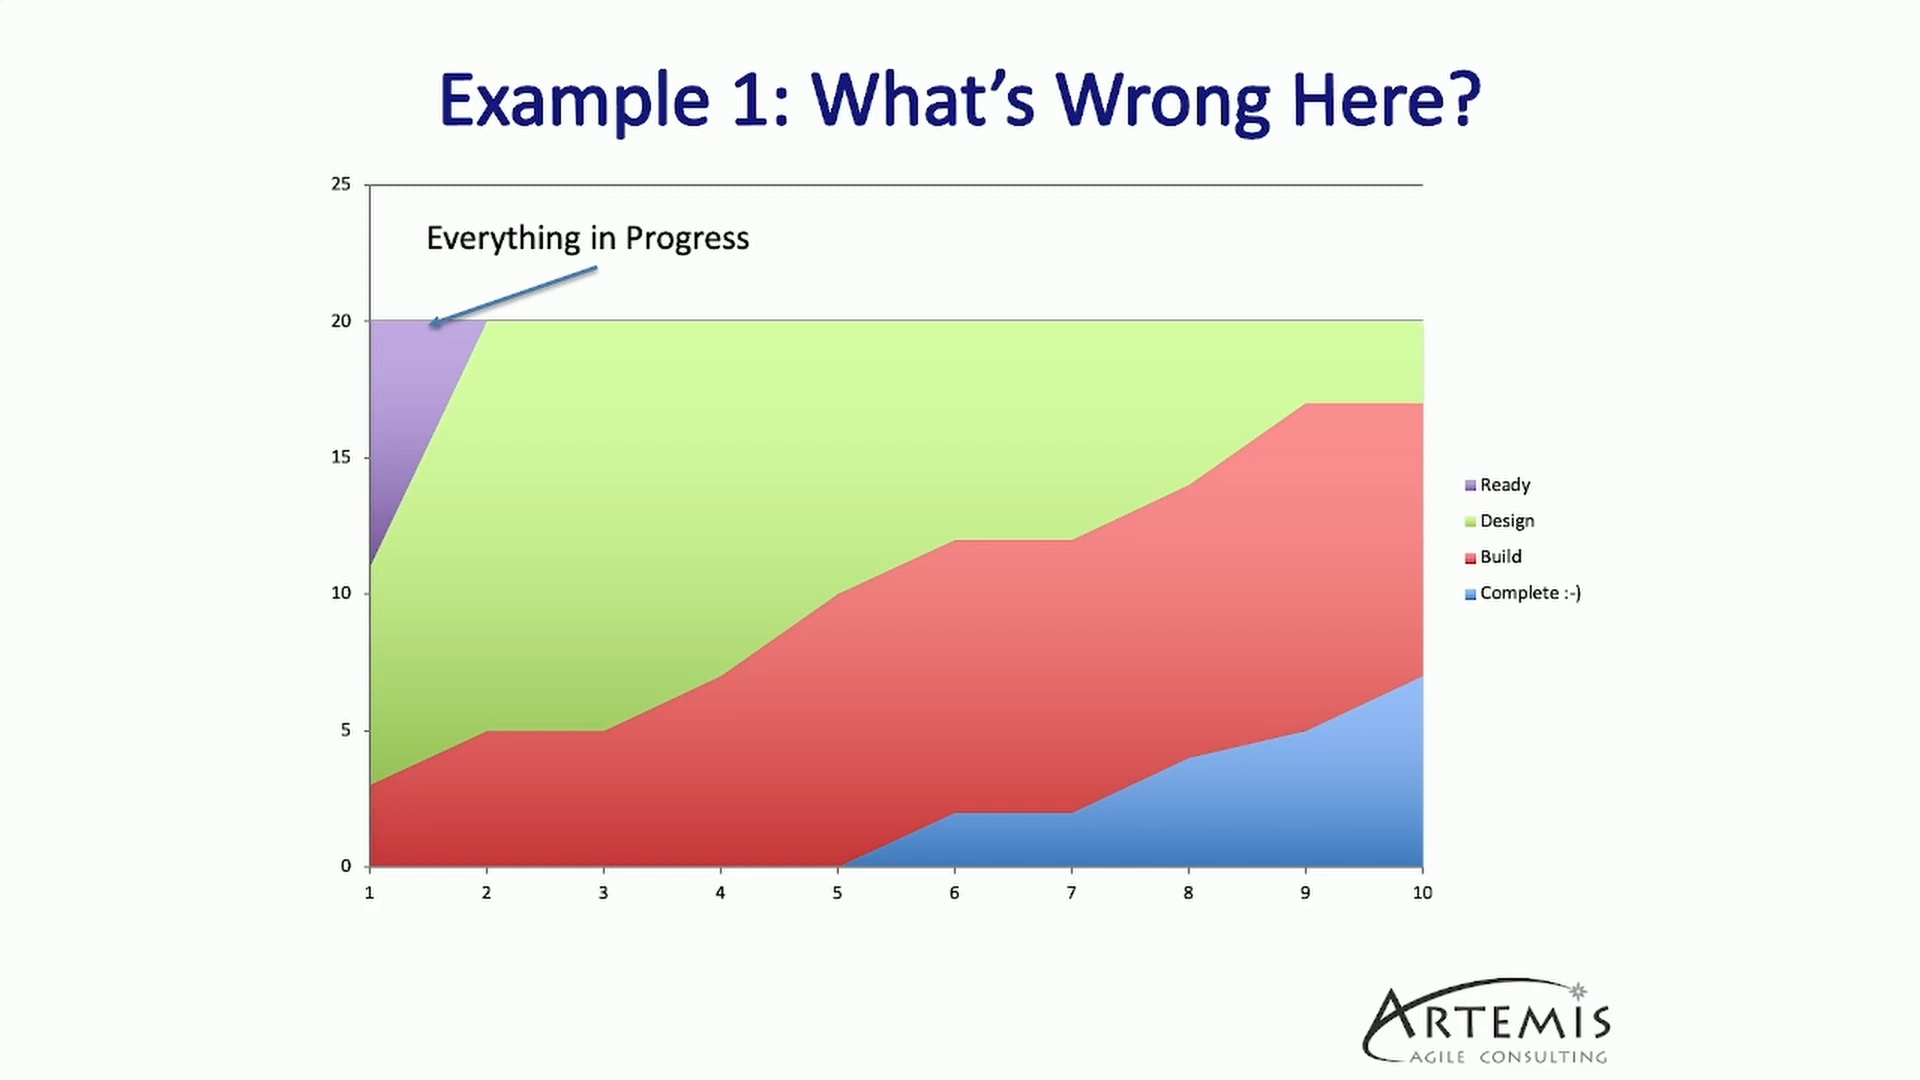 Example 1: What's Wrong Here?
25
Everything in Progress
20
15
10
5
0
1 2 3 4 5 6 7 8 9 10
Ready
Design
Build
Complete :-)
ARTEMIS
AGILE CONSULTING